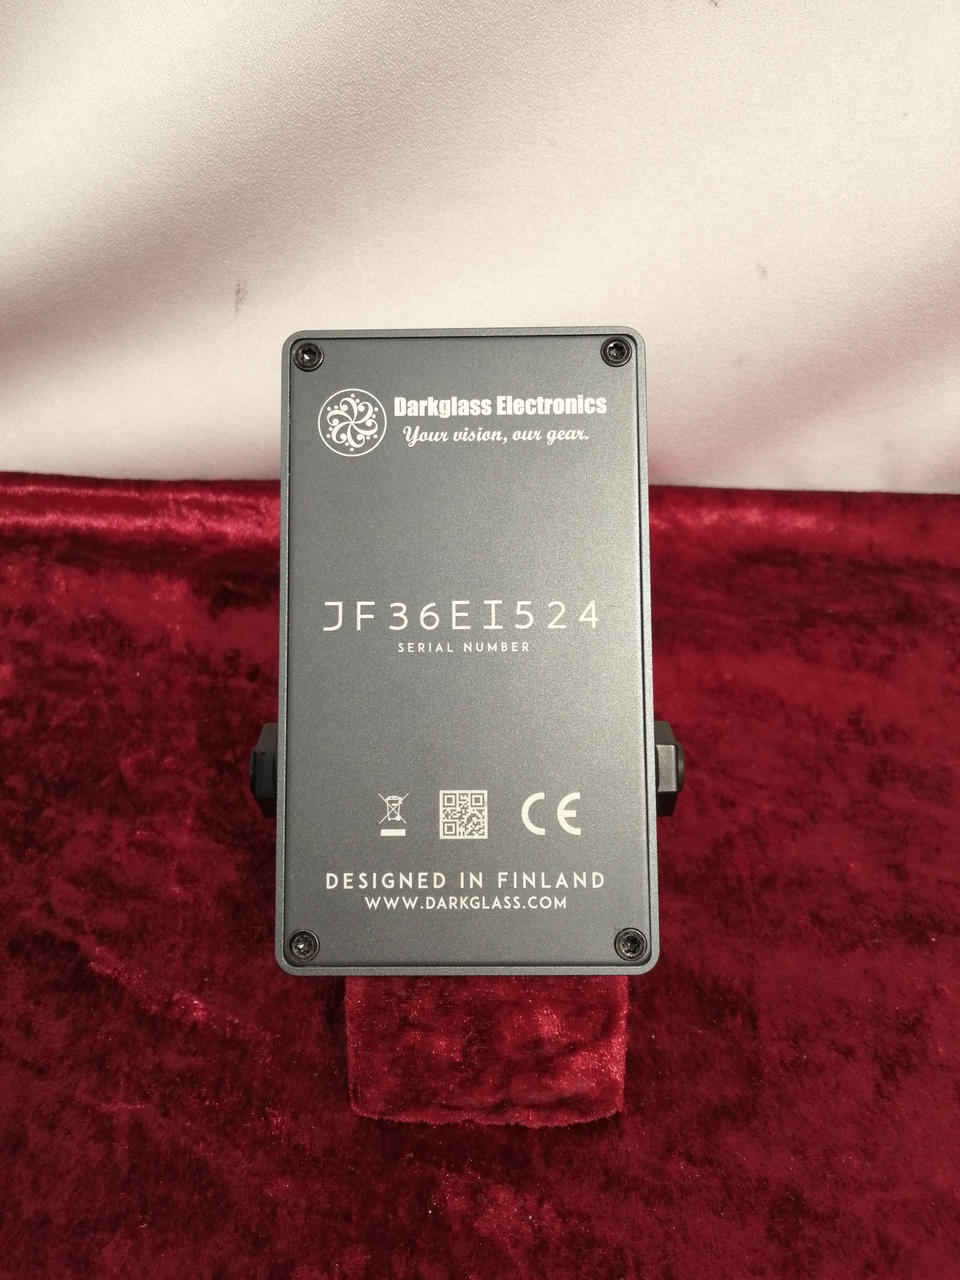 Darkglass Electronics
Your vision, our gear.
JF36EI524
SERIAL NUMBER
CE
DESIGNED IN FINLAND
WWW.DARKGLASS.COM